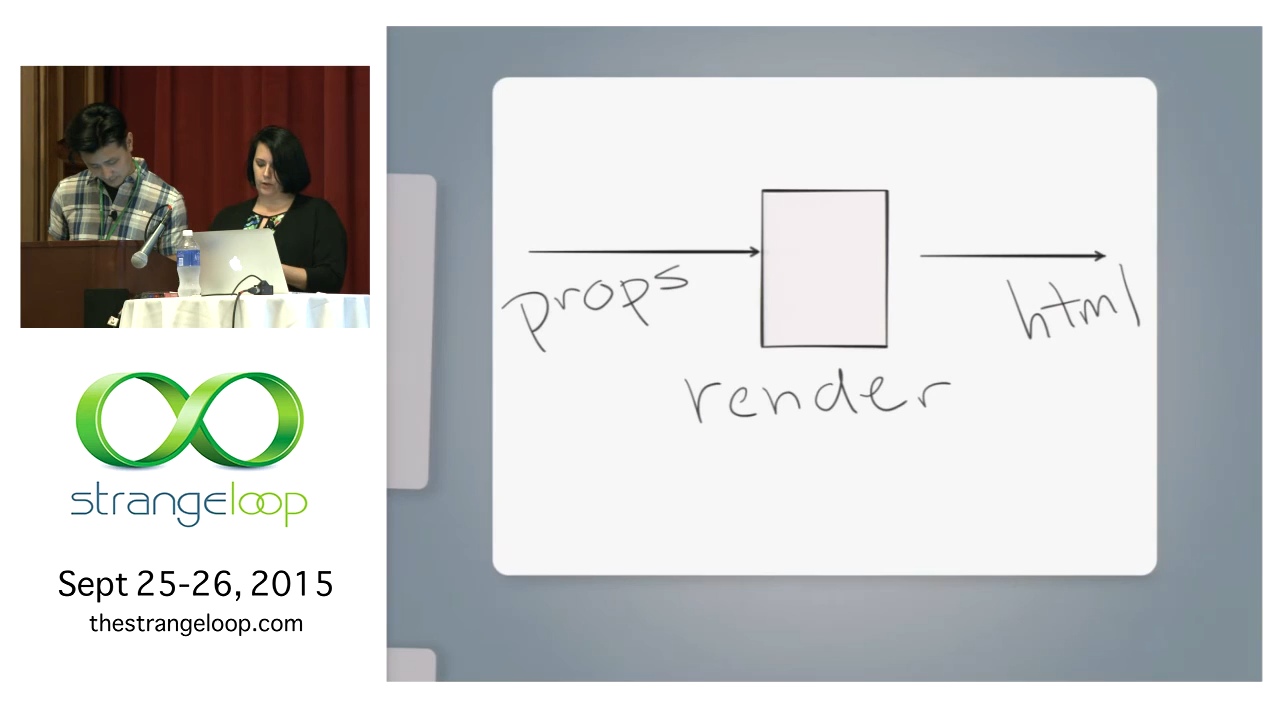 props
html
render
strangeloop
Sept 25-26, 2015
thestrangeloop.com